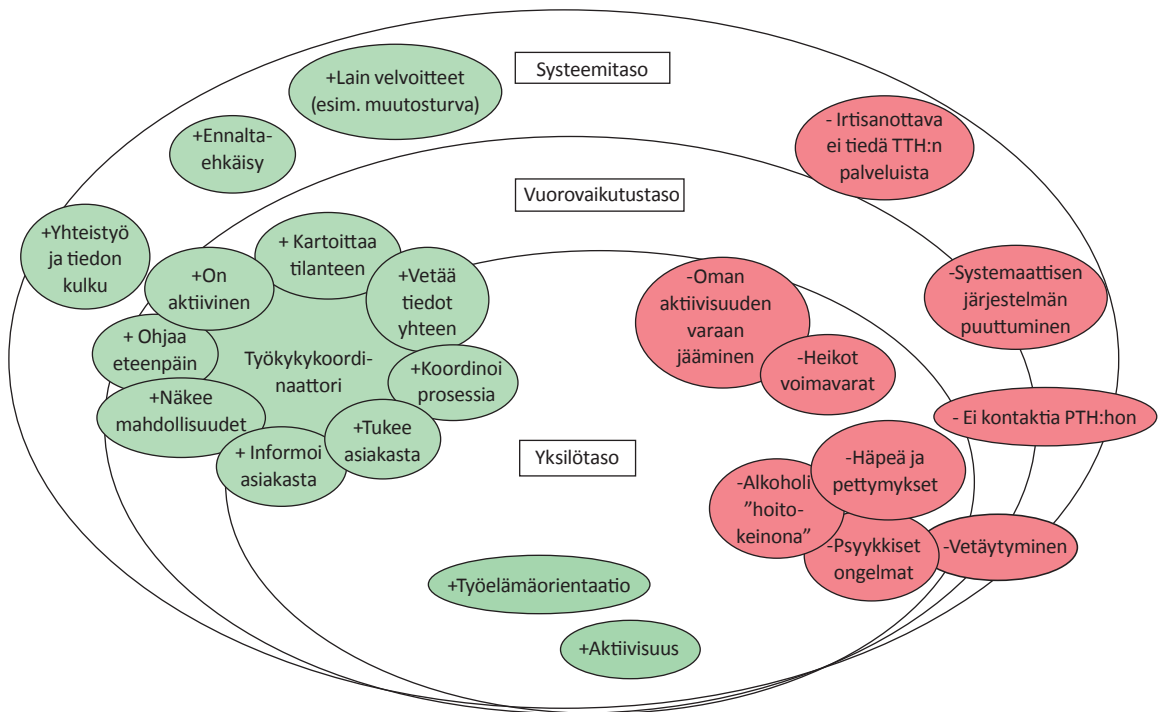 Systeemitaso
+Lain velvoitteet
(esim. muutosturva)
+Ennalta-
ehkäisy
- Irtisanottava
ei tiedä TTH:n
palveluista
Vuorovaikutustaso
+Yhteistyö
ja tiedon
kulku
+On
aktiivinen
+ Kartoittaa
tilanteen
+Vetää
tiedot
yhteen
+ Ohjaa
eteenpäin
Työkykykoordi-
naattori
+Koordinoi
prosessia
+Näkee
mahdollisuudet
+Tukee
asiakasta
+ Informoi
asiakasta
-Oman
aktiivisuuden
varaan
jääminen
-Heikot
voimavarat
-Systemaattisen
järjestelmän
puuttuminen
- Ei kontaktia PTH:hon
Yksilötaso
-Häpeä ja
pettymykset
-Alkoholi
”hoito-
keinona”
-Psyykkiset
ongelmat
-Vetäytyminen
+Työelämäorientaatio
+Aktiivisuus